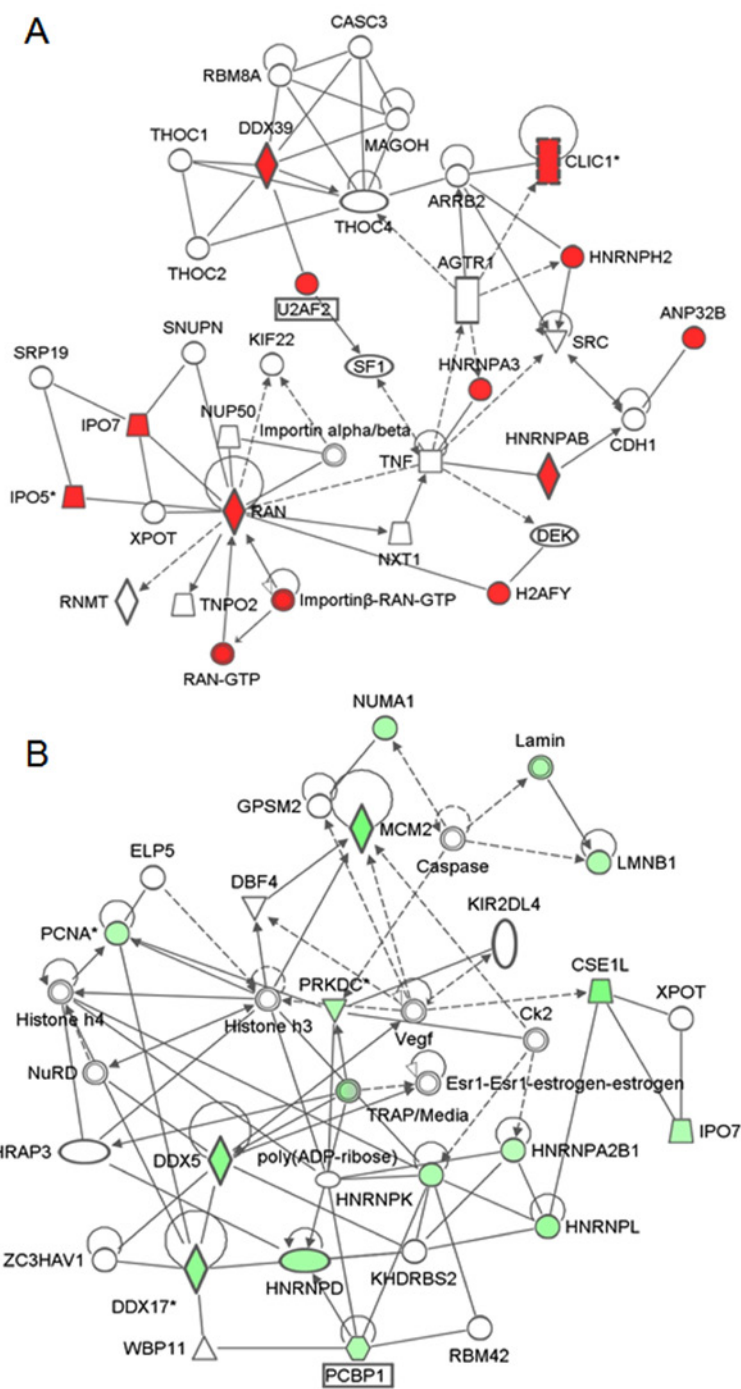 A
CASC3
RBM8A
DDX39
THOC1
MAGOH
CLIC1*
ARRB2
THOC4
THOC2
AGTR1
HNRNPH2
U2AF2
ANP32B
SNUPN
KIF22
SRC
SRP19
SF1
HNRNPA3
IPO7
NUP50
CDH1
Importin alpha/beta
HNRNPAB
TNF
IPO5*
RAN
XPOT
DEK
NXT1
RNMT
TNPO2
Importinβ-RAN-GTP
H2AFY
RAN-GTP
B
NUMA1
Lamin
GPSM2
MCM2
Caspase
LMNB1
ELP5
DBF4
KIR2DL4
PCNA*
PRKDC*
CSE1L
XPOT
Histone h4
Histone h3
Vegf
Ck2
NuRD
Esr1-Esr1-estrogen-estrogen
TRAP/Media
IPO7
HRAP3
DDX5
poly(ADP-ribose)
HNRNPA2B1
HNRNPK
HNRNPL
ZC3HAV1
KHDRBS2
HNRNPD
DDX17*
WBP11
RBM42
PCBP1